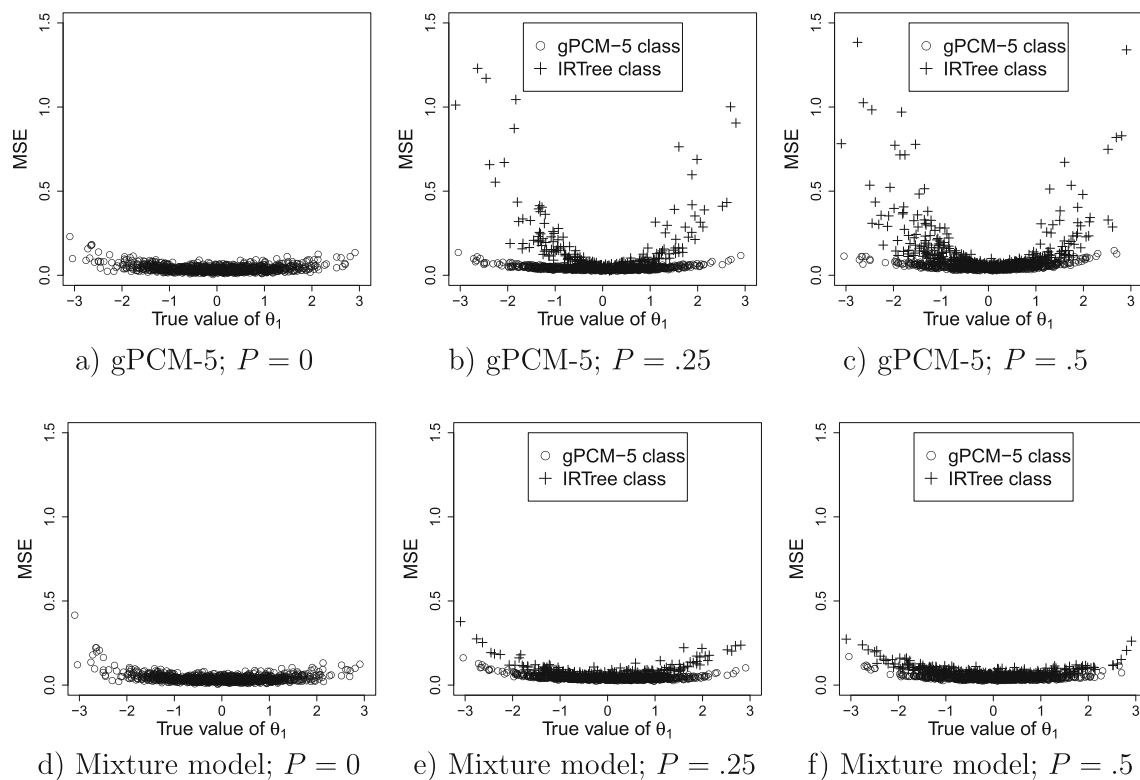 1.5
1.0
0.5
0.0
MSE
−3 −2 −1 0 1 2 3
True value of θ1
a) gPCM-5; P = 0
1.5
1.0
0.5
0.0
MSE
gPCM−5 class
IRTree class
−3 −2 −1 0 1 2 3
True value of θ1
b) gPCM-5; P = .25
1.5
1.0
0.5
0.0
MSE
gPCM−5 class
IRTree class
−3 −2 −1 0 1 2 3
True value of θ1
c) gPCM-5; P = .5
1.5
1.0
0.5
0.0
MSE
−3 −2 −1 0 1 2 3
True value of θ1
d) Mixture model; P = 0
1.5
1.0
0.5
0.0
MSE
gPCM−5 class
IRTree class
−3 −2 −1 0 1 2 3
True value of θ1
e) Mixture model; P = .25
1.5
1.0
0.5
0.0
MSE
gPCM−5 class
IRTree class
−3 −2 −1 0 1 2 3
True value of θ1
f) Mixture model; P = .5